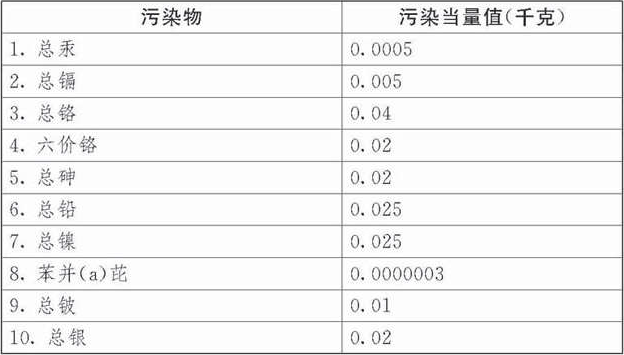 污染物 污染当量值(千克)
1. 总汞 0.0005
2. 总镉 0.005
3. 总铬 0.04
4. 六价铬 0.02
5. 总砷 0.02
6. 总铅 0.025
7. 总镍 0.025
8. 苯并(a)芘 0.0000003
9. 总铍 0.01
10. 总银 0.02